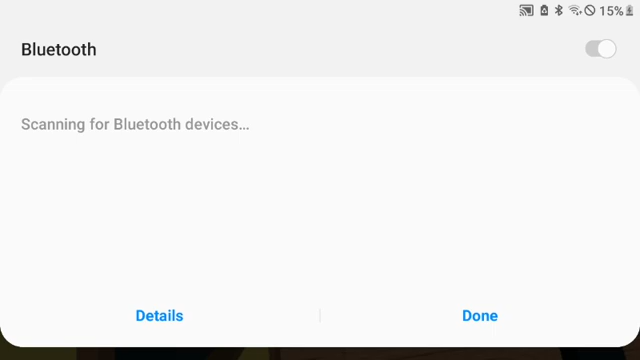 15%
Bluetooth
Scanning for Bluetooth devices...
Details
Done